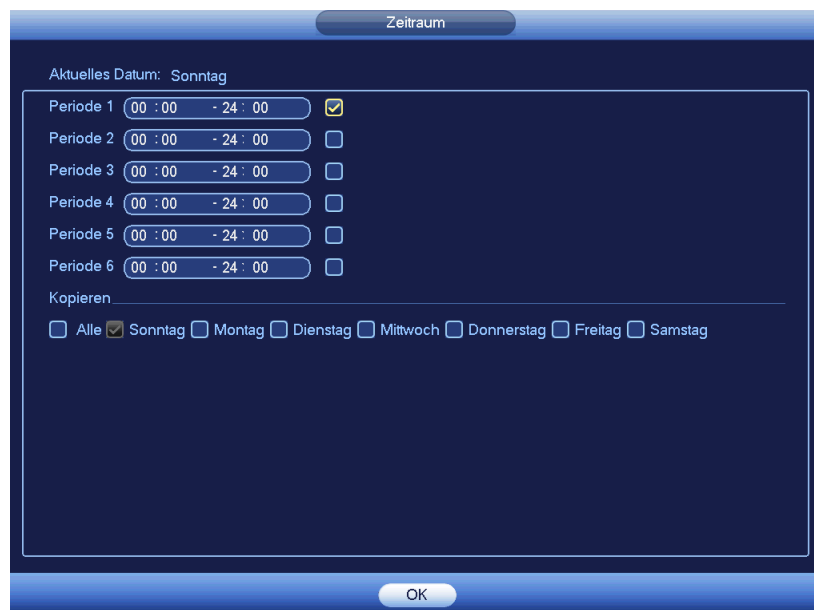 Zeitraum
Aktuelles Datum: Sonntag
Periode 1 00 :00 - 24 : 00
Periode 2 00 :00 - 24 : 00
Periode 3 00 :00 - 24 : 00
Periode 4 00 :00 - 24 : 00
Periode 5 00 :00 - 24 : 00
Periode 6 00 :00 - 24 : 00
Kopieren
Alle Sonntag Montag Dienstag Mittwoch Donnerstag Freitag Samstag
OK